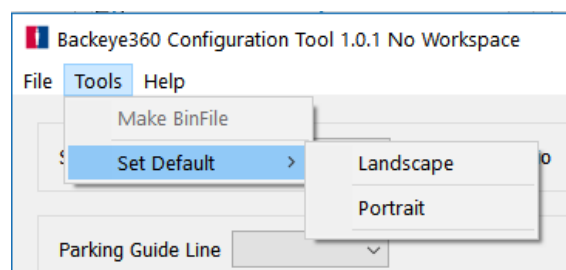 Backeye360 Configuration Tool 1.0.1 No Workspace
File Tools Help
Make BinFile
Set Default >
Landscape
Portrait
Parking Guide Line